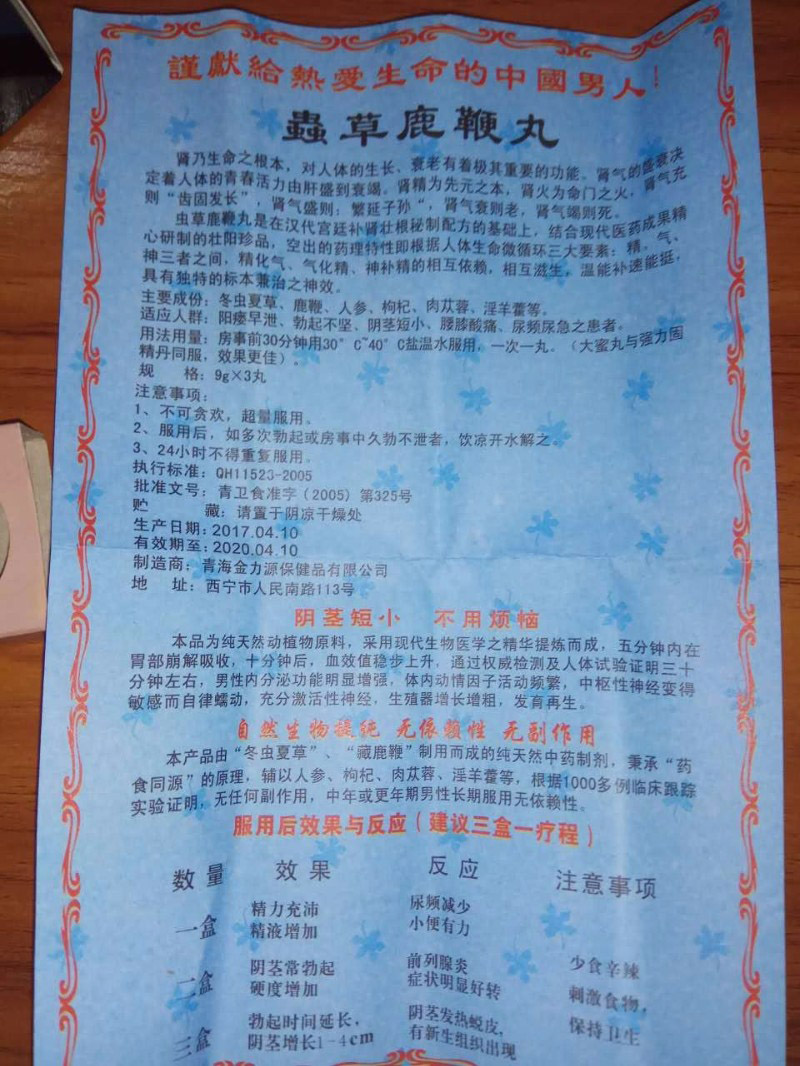 謹獻給熱愛生命的中國男人!
蟲草鹿鞭丸
肾乃生命之根本，对人体的生长、衰老有着极其重要的功能。肾气的盛衰决
定着人体的青春活力由肝盛到衰竭。肾精为先元之本，肾火为命门之火，肾气充
则“齿固发长”，肾气盛则：繁延子孙“，肾气衰则老，肾气竭则死。
虫草鹿鞭丸是在汉代宫廷补肾壮根秘制配方的基础上，结合现代医药成果精
心研制的壮阳珍品，空出的药理特性即根据人体生命微循环三大要素：精。气、
神三者之间，精化气、气化精、神补精的相互依赖，相互滋生，温能补速能挺，
具有独特的标本兼治之神效。
主要成份：冬虫夏草、鹿鞭、人参、枸杞、肉苁蓉、淫羊藿等。
适应人群：阳痿早泄、勃起不坚、阴茎短小、腰膝酸痛、尿频尿急之患者。
用法用量：房事前30分钟用30°C~40°C盐温水服用，一次一丸。（大蜜丸与强力固
精丹同服，效果更佳）。
规 格：9g×3丸
注意事项：
1、不可贪欢，超量服用。
2、服用后，如多次勃起或房事中久勃不泄者，饮凉开水解之。
3、24小时不得重复服用。
执行标准：QH11523-2005
批准文号：青卫食准字（2005）第325号
贮 藏：请置于阴凉干燥处
生产日期：2017.04.10
有效期至：2020.04.10
制造商：青海金力源保健品有限公司
地 址：西宁市人民南路113号
阴茎短小 不用烦恼
本品为纯天然动植物原料，采用现代生物医学之精华提炼而成，五分钟内在
胃部崩解吸收，十分钟后，血效值稳步上升，通过权威检测及人体试验证明三十
分钟左右，男性内分泌功能明显增强，体内动情因子活动频繁，中枢性神经变得
敏感而自律蠕动，充分激活性神经，生殖器增长增粗，发育再生。
自然生物提纯 无依赖性 无副作用
本产品由“冬虫夏草”、“藏鹿鞭”制用而成的纯天然中药制剂，秉承“药
食同源”的原理，辅以人参、枸杞、肉苁蓉、淫羊藿等，根据1000多例临床跟踪
实验证明，无任何副作用，中年或更年期男性长期服用无依赖性。
服用后效果与反应（建议三盒一疗程）
数量 效果 反应 注意事项
一盒 精力充沛 尿频减少
精液增加 小便有力
二盒 阴茎常勃起 前列腺炎 少食辛辣
硬度增加 症状明显好转 刺激食物，
三盒 勃起时间延长， 阴茎发热蜕皮， 保持卫生
阴茎增长1-4cm 有新生组织出现